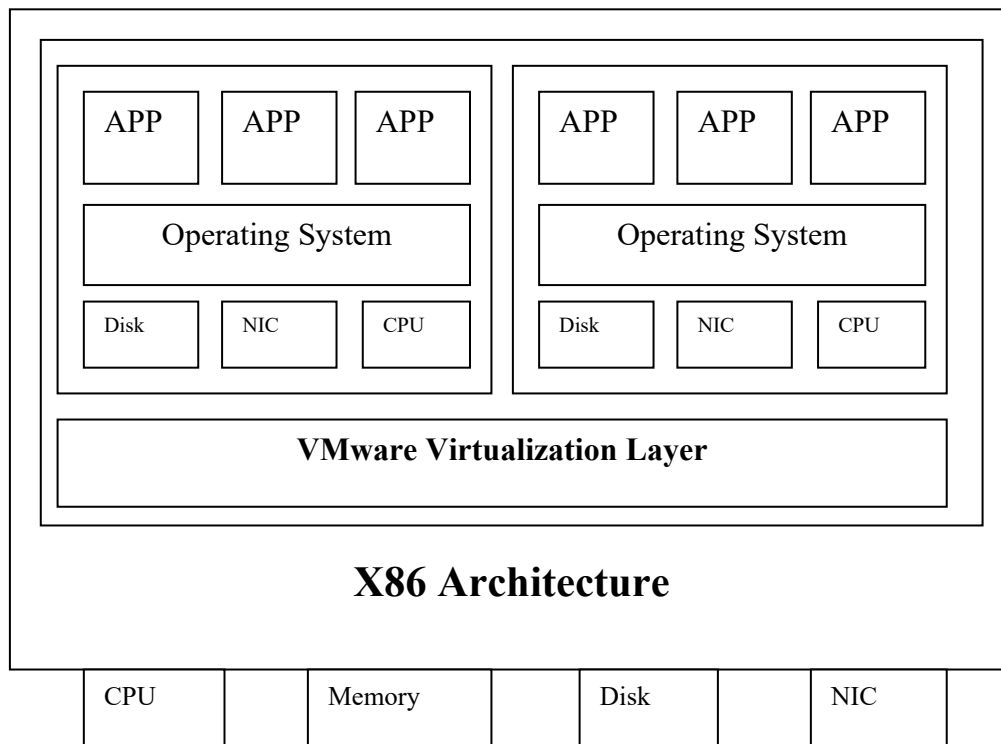 APP APP APP APP APP APP
Operating System Operating System
Disk NIC CPU Disk NIC CPU
VMware Virtualization Layer
X86 Architecture
CPU Memory Disk NIC